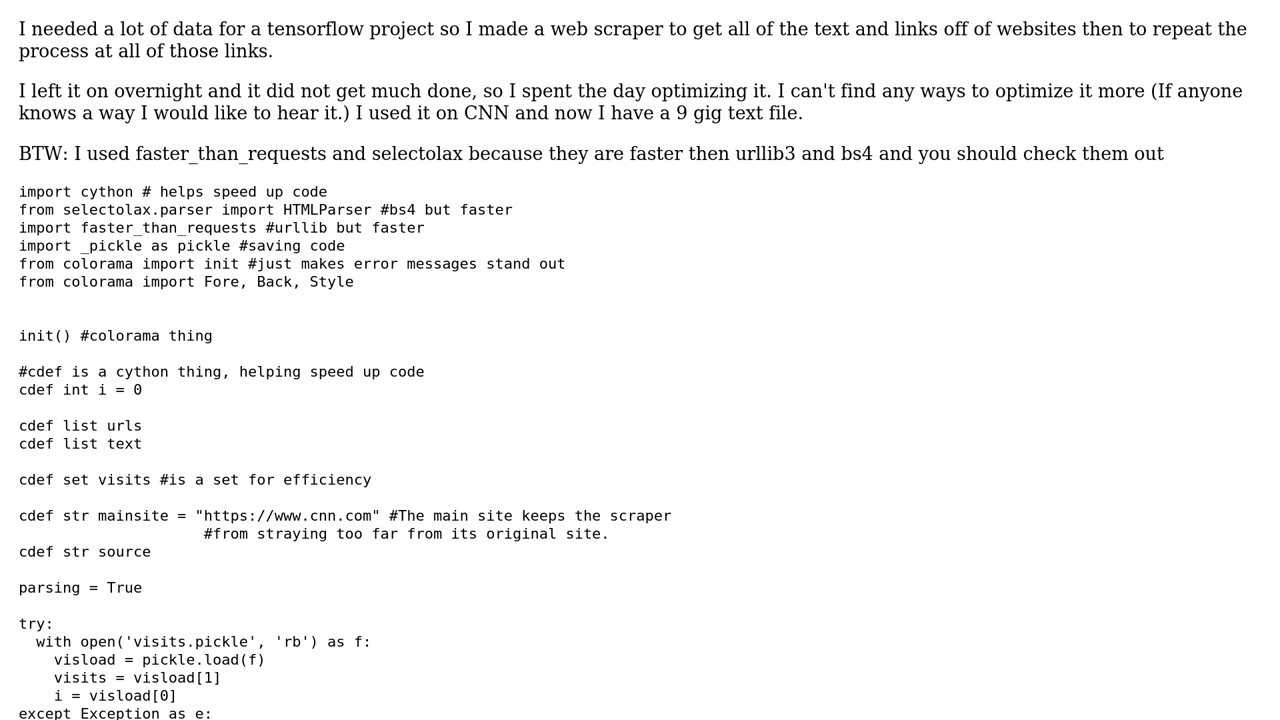 I needed a lot of data for a tensorflow project so I made a web scraper to get all of the text and links off of websites then to repeat the
process at all of those links.
I left it on overnight and it did not get much done, so I spent the day optimizing it. I can't find any ways to optimize it more (If anyone
knows a way I would like to hear it.) I used it on CNN and now I have a 9 gig text file.
BTW: I used faster_than_requests and selectolax because they are faster then urllib3 and bs4 and you should check them out
import cython # helps speed up code
from selectolax.parser import HTMLParser #bs4 but faster
import faster_than_requests #urllib but faster
import _pickle as pickle #saving code
from colorama import init #just makes error messages stand out
from colorama import Fore, Back, Style
init() #colorama thing
#cdef is a cython thing, helping speed up code
cdef int i = 0
cdef list urls
cdef list text
cdef set visits #is a set for efficiency
cdef str mainsite = "https://www.cnn.com" #The main site keeps the scraper
                     #from straying too far from its original site.
cdef str source
parsing = True
try:
  with open('visits.pickle', 'rb') as f:
    visload = pickle.load(f)
    visits = visload[1]
    i = visload[0]
except Exception as e: